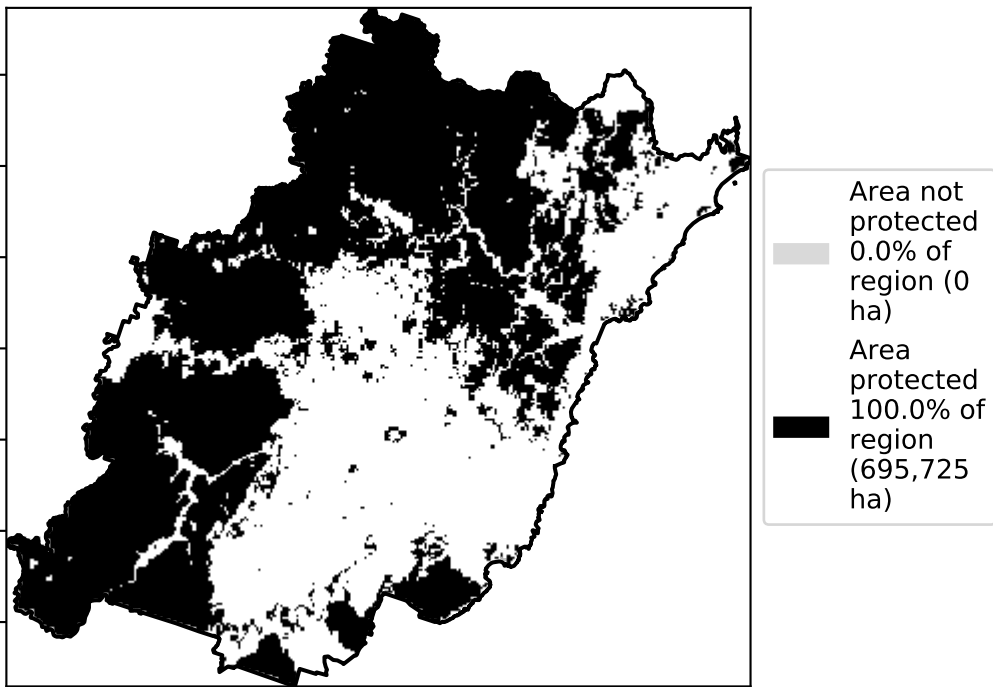 Area not
protected
0.0% of
region (0
ha)
Area
protected
100.0% of
region
(695,725
ha)